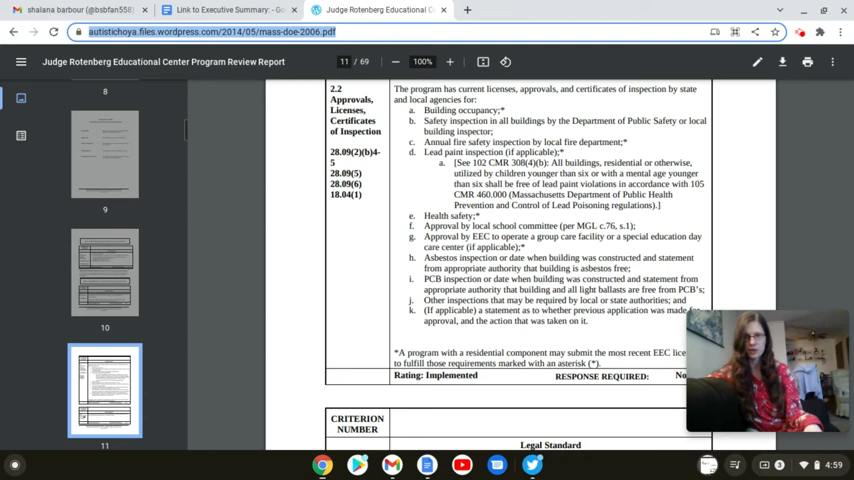 shalana barbour (@bsbfan558)
Link to Executive Summary: - Go
Judge Rotenberg Educational C
autistichoya.files.wordpress.com/2014/05/mass-doe-2006.pdf
Judge Rotenberg Educational Center Program Review Report
11 / 69
100%
8
9
10
11
2.2
Approvals,
Licenses,
Certificates
of Inspection
28.09(2)(b)4-
5
28.09(5)
28.09(6)
18.04(1)
The program has current licenses, approvals, and certificates of inspection by state
and local agencies for:
a. Building occupancy;*
b. Safety inspection in all buildings by the Department of Public Safety or local
building inspector;
c. Annual fire safety inspection by local fire department;*
d. Lead paint inspection (if applicable);*
a. [See 102 CMR 308(4)(b): All buildings, residential or otherwise,
utilized by children younger than six or with a mental age younger
than six shall be free of lead paint violations in accordance with 105
CMR 460.000 (Massachusetts Department of Public Health
Prevention and Control of Lead Poisoning regulations).]
e. Health safety;*
f. Approval by local school committee (per MGL c.76, s.1);
g. Approval by EEC to operate a group care facility or a special education day
care center (if applicable);*
h. Asbestos inspection or date when building was constructed and statement
from appropriate authority that building is asbestos free;
i. PCB inspection or date when building was constructed and statement from
appropriate authority that building and all light ballasts are free from PCB's;
j. Other inspections that may be required by local or state authorities; and
k. (If applicable) a statement as to whether previous application was made for
approval, and the action that was taken on it.
*A program with a residential component may submit the most recent EEC lice
to fulfill those requirements marked with an asterisk (*).
Rating: Implemented RESPONSE REQUIRED: No
CRITERION
NUMBER
Legal Standard
3
4:59